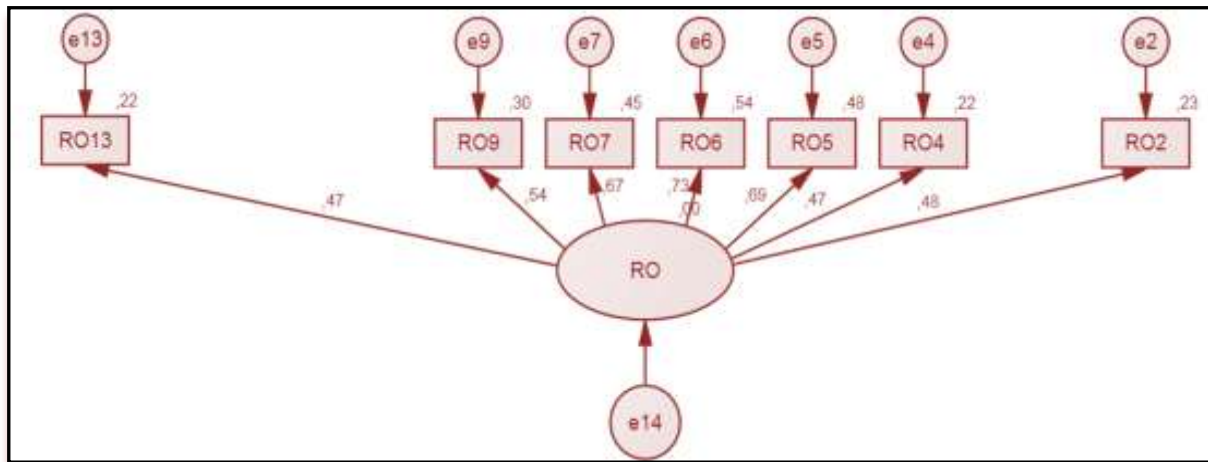 e13 e9 e7 e6 e5 e4 e2
,22 ,30 ,45 ,54 ,48 ,22 ,23
RO13 RO9 RO7 RO6 RO5 RO4 RO2
,47 ,54 ,67 ,73 ,69 ,47 ,48
,00
RO
e14